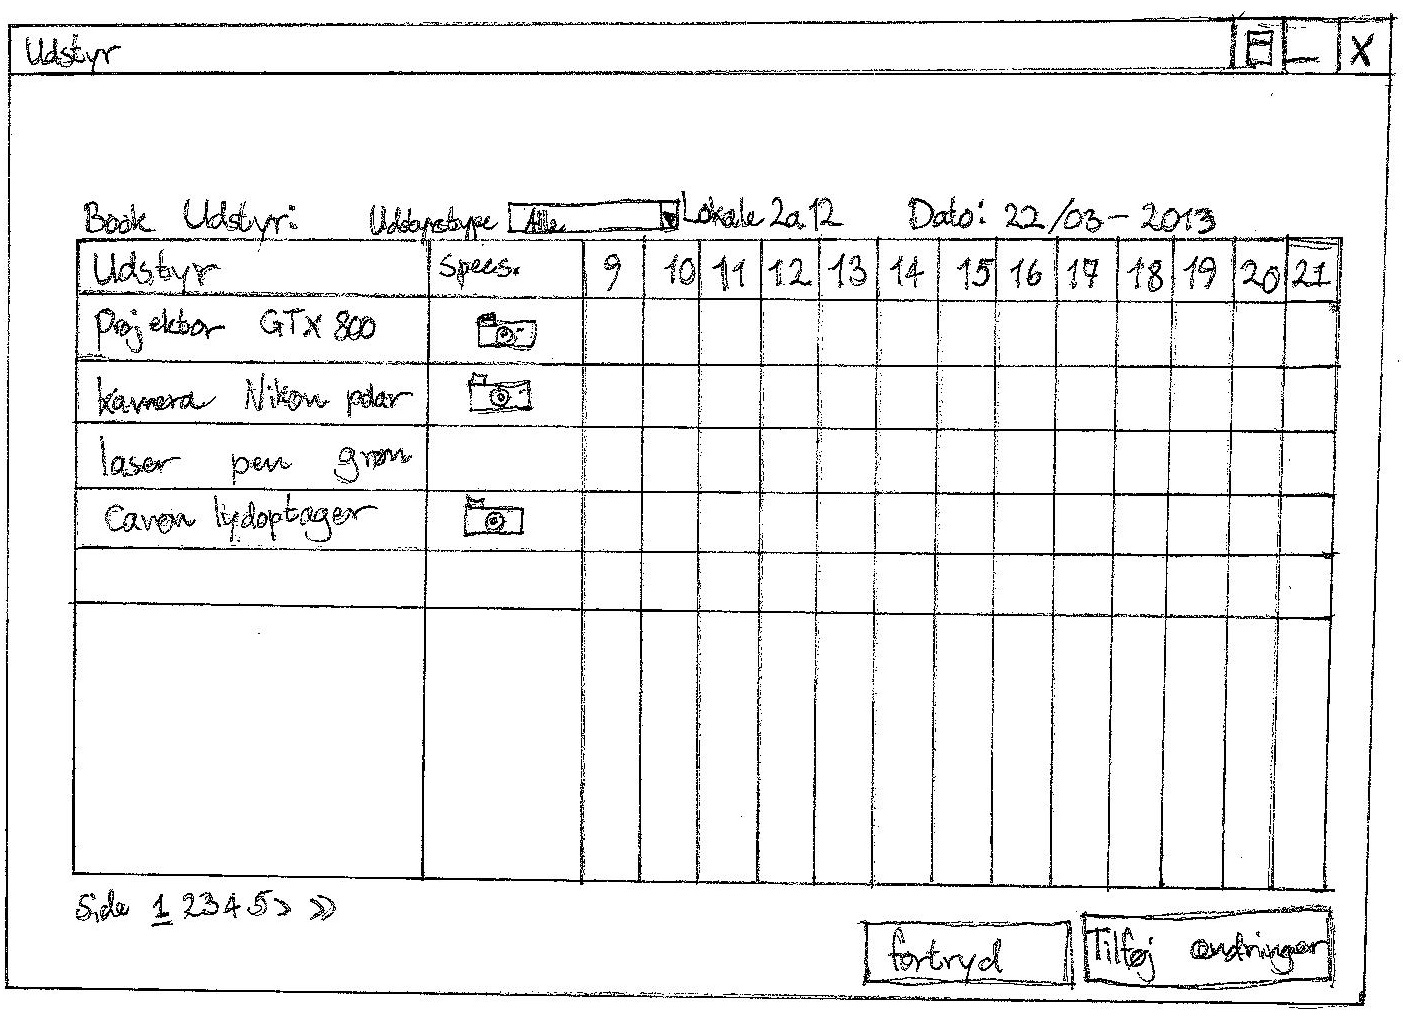 Udstyr X
Book Udstyr: Udstyrstype Alle Lokale 2a.12 Dato: 22/03-2013
Udstyr Specs. 9 10 11 12 13 14 15 16 17 18 19 20 21
Projektor GTX 800
Kamera Nikon polar
laser pen grøn
Canon lydoptager
Side 1 2 3 4 5 > >>
fortryd Tilføj ændringer